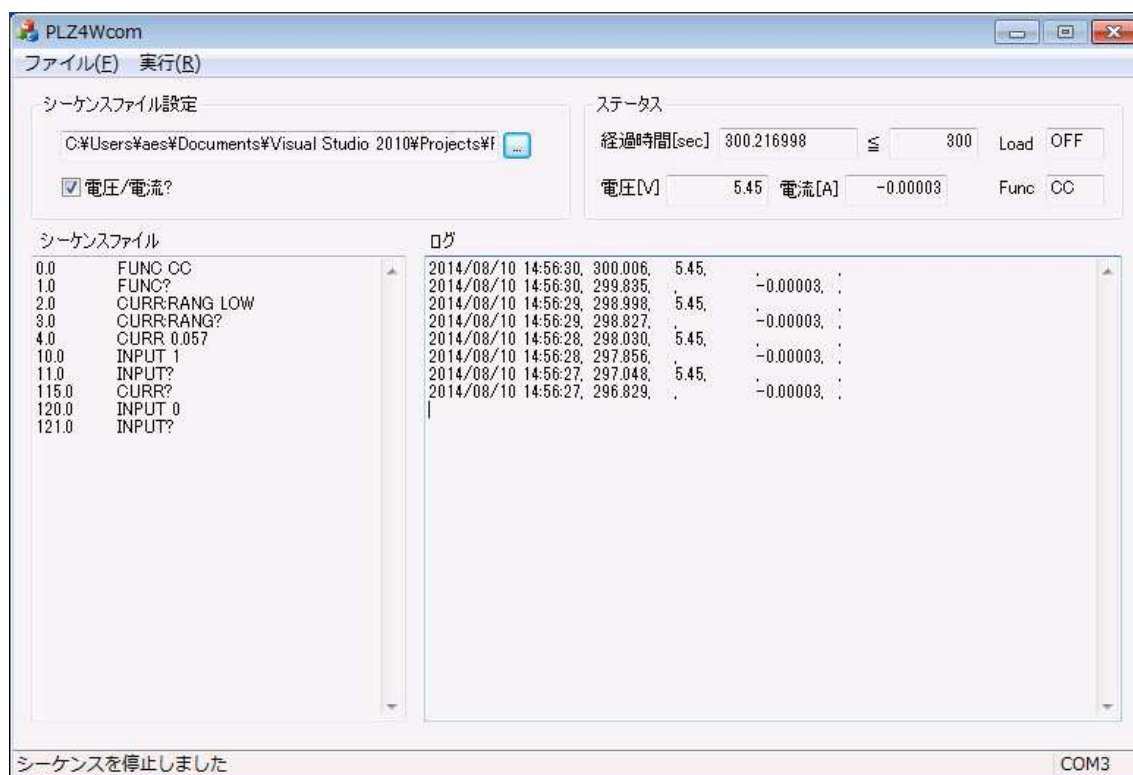 PLZ4Wcom
ファイル(F) 実行(R)
シーケンスファイル設定
C:¥Users¥aes¥Documents¥Visual Studio 2010¥Projects¥F
...
電圧/電流?
ステータス
経過時間[sec] 300.216998 ≦ 300 Load OFF
電圧[V] 5.45 電流[A] -0.00003 Func CC
シーケンスファイル
0.0 FUNC CC
1.0 FUNC?
2.0 CURR:RANG LOW
3.0 CURR:RANG?
4.0 CURR 0.057
10.0 INPUT 1
11.0 INPUT?
115.0 CURR?
120.0 INPUT 0
121.0 INPUT?
ログ
2014/08/10 14:56:30, 300.006, 5.45, , ,
2014/08/10 14:56:30, 299.835, , -0.00003, ,
2014/08/10 14:56:29, 298.998, 5.45, , ,
2014/08/10 14:56:29, 298.827, , -0.00003, ,
2014/08/10 14:56:28, 298.030, 5.45, , ,
2014/08/10 14:56:28, 297.856, , -0.00003, ,
2014/08/10 14:56:27, 297.048, 5.45, , ,
2014/08/10 14:56:27, 296.829, , -0.00003, ,
シーケンスを停止しました COM3